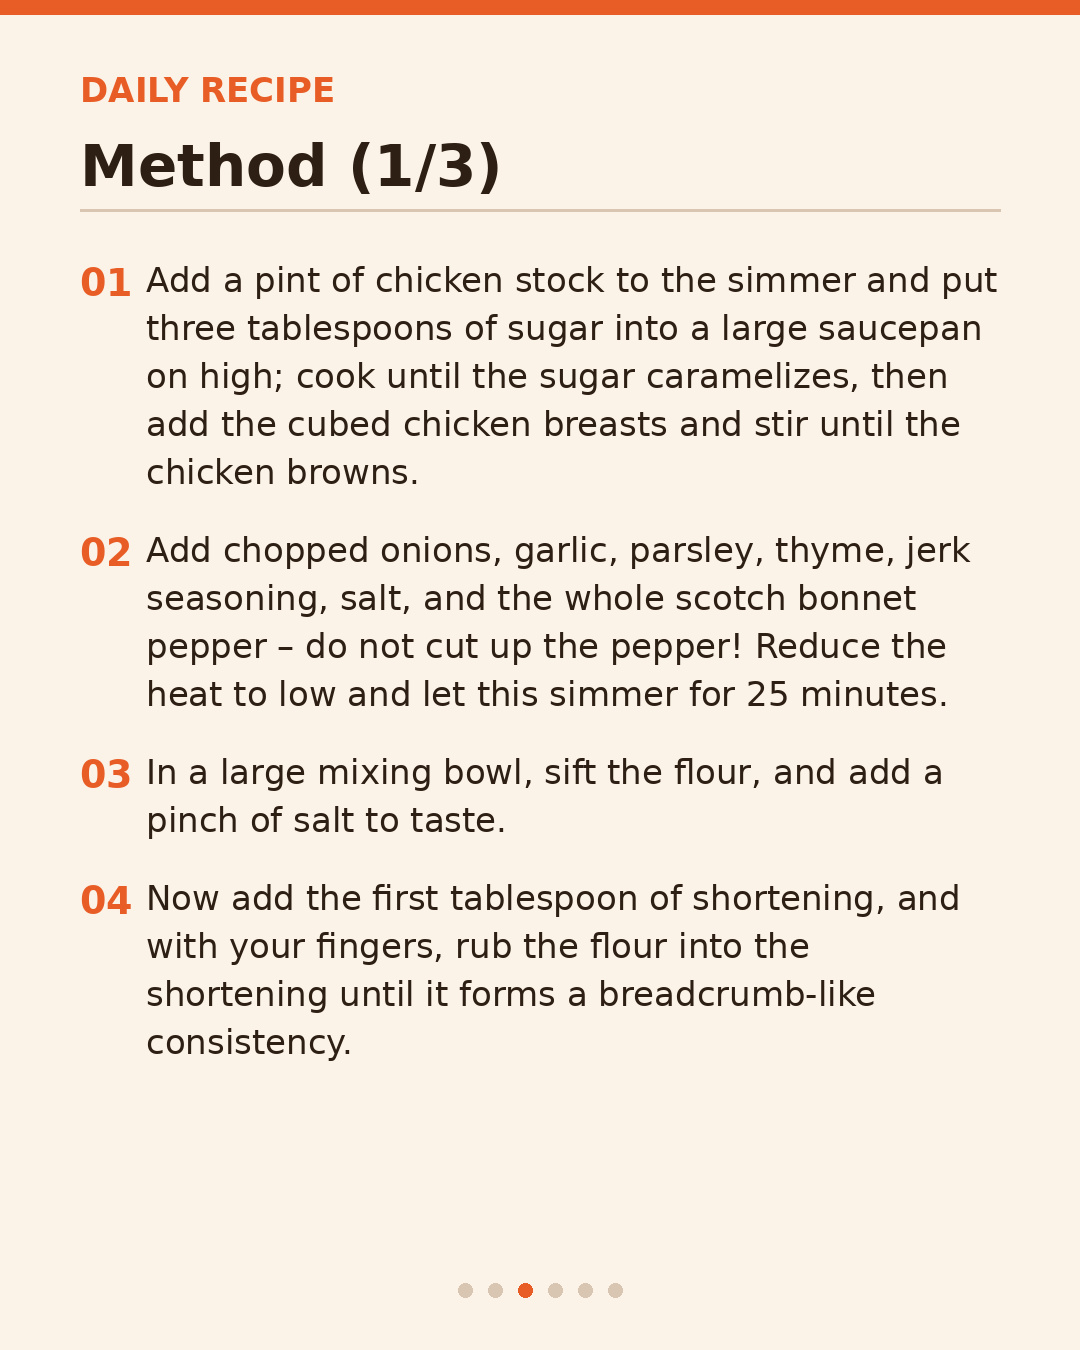 DAILY RECIPE
Method (1/3)
01 Add a pint of chicken stock to the simmer and put
three tablespoons of sugar into a large saucepan
on high; cook until the sugar caramelizes, then
add the cubed chicken breasts and stir until the
chicken browns.
02 Add chopped onions, garlic, parsley, thyme, jerk
seasoning, salt, and the whole scotch bonnet
pepper – do not cut up the pepper! Reduce the
heat to low and let this simmer for 25 minutes.
03 In a large mixing bowl, sift the flour, and add a
pinch of salt to taste.
04 Now add the first tablespoon of shortening, and
with your fingers, rub the flour into the
shortening until it forms a breadcrumb-like
consistency.